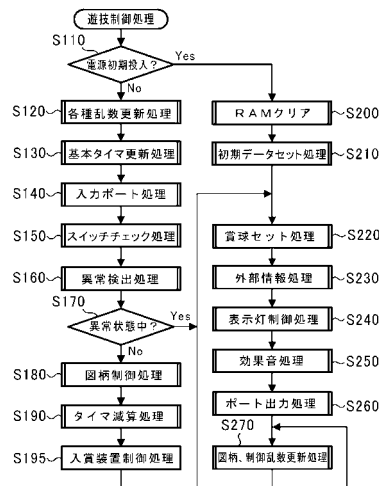 遊技制御処理
S110
電源初期投入?
Yes
No
S120
各種乱数更新処理
S130
基本タイマ更新処理
S140
入力ポート処理
S150
スイッチチェック処理
S160
異常検出処理
S170
異常状態中?
Yes
No
S180
図柄制御処理
S190
タイマ減算処理
S195
入賞装置制御処理
RAMクリア
S200
初期データセット処理
S210
賞球セット処理
S220
外部情報処理
S230
表示灯制御処理
S240
効果音処理
S250
ポート出力処理
S260
S270
図柄、制御乱数更新処理